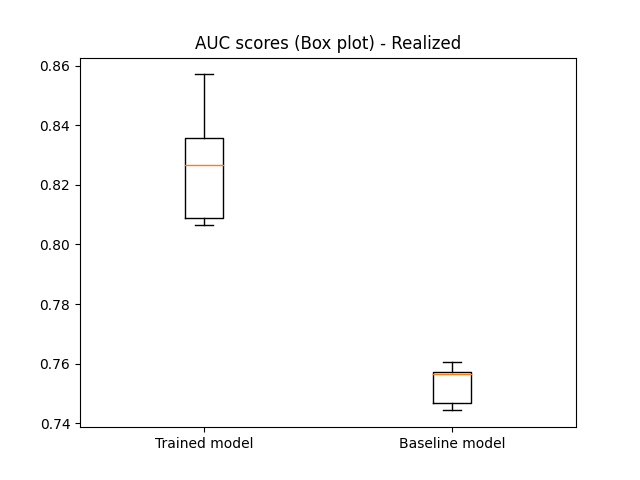 AUC scores (Box plot) - Realized
0.86
0.84
0.82
0.80
0.78
0.76
0.74
Trained model
Baseline model